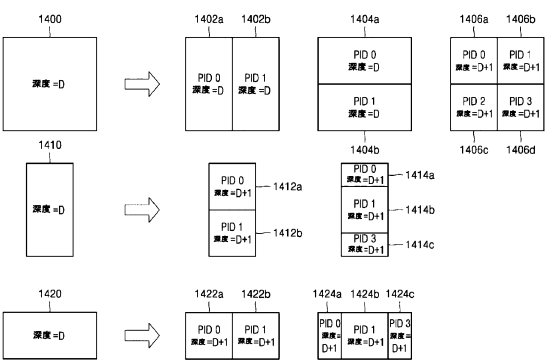 1400
1402a 1402b
1404a
1406a 1406b
深度=D
PID 0
深度=D
PID 1
深度=D
PID 0
深度=D
PID 1
深度=D
PID 0
深度=D+1
PID 1
深度=D+1
PID 2
深度=D+1
PID 3
深度=D+1
1404b
1406c 1406d
1410
深度=D
PID 0
深度=D+1
1412a
PID 1
深度=D+1
1412b
PID 0
深度=D+1
1414a
PID 1
深度=D+1
1414b
PID 3
深度=D+1
1414c
1420
1422a 1422b
1424a 1424b 1424c
深度=D
PID 0
深度=D+1
PID 1
深度=D+1
PID 0
深度=
D+1
PID 1
深度=D+1
PID 3
深度=
D+1